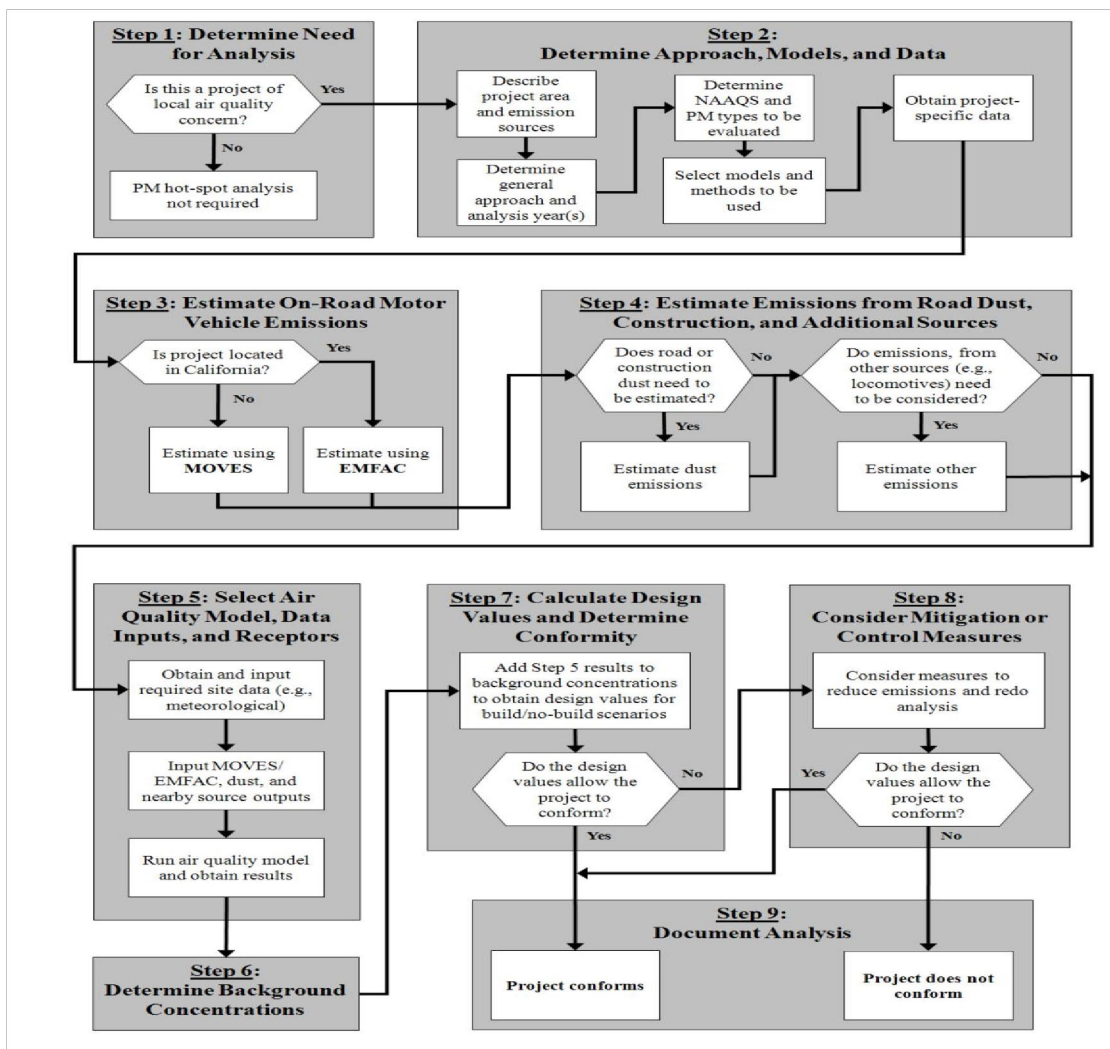 Step 1: Determine Need
for Analysis
Is this a project of
local air quality
concern?
Yes
No
PM hot-spot analysis
not required
Step 2:
Determine Approach, Models, and Data
Describe
project area
and emission
sources
Determine
general
approach and
analysis year(s)
Determine
NAAQS and
PM types to be
evaluated
Select models and
methods to be
used
Obtain project-
specific data
Step 3: Estimate On-Road Motor
Vehicle Emissions
Is project located
in California?
Yes
No
Estimate using
MOVES
Estimate using
EMFAC
Step 4: Estimate Emissions from Road Dust,
Construction, and Additional Sources
Does road or
construction
dust need to
be estimated?
No
Yes
Estimate dust
emissions
Do emissions, from
other sources (e.g.,
locomotives) need
to be considered?
No
Yes
Estimate other
emissions
Step 5: Select Air
Quality Model, Data
Inputs, and Receptors
Obtain and input
required site data (e.g.,
meteorological)
Input MOVES/
EMFAC, dust, and
nearby source outputs
Run air quality model
and obtain results
Step 6:
Determine Background
Concentrations
Step 7: Calculate Design
Values and Determine
Conformity
Add Step 5 results to
background concentrations
to obtain design values for
build/no-build scenarios
Do the design
values allow the
project to
conform?
No
Yes
Step 8:
Consider Mitigation or
Control Measures
Consider measures to
reduce emissions and redo
analysis
Yes
Do the design
values allow the
project to
conform?
No
Step 9:
Document Analysis
Project conforms
Project does not
conform